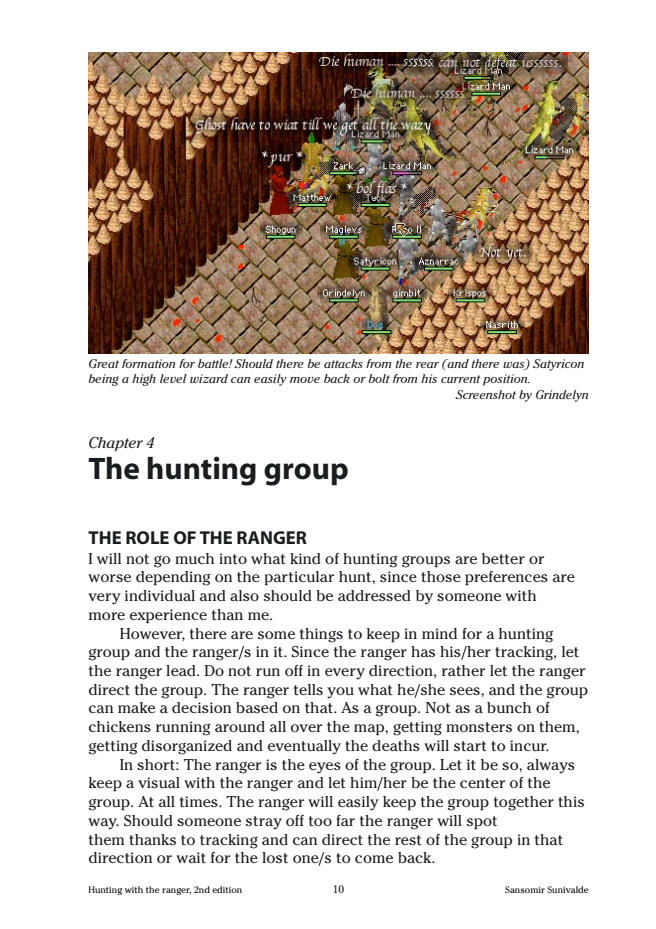 Die human .... ssssss. can not defeat ussssss.
Lizard Man
Die human .... ssssss
Lizard Man
Ghost have to wiat till we get all the wazy
Lizard Man
Lizard Man
* pur *
Zark
Lizard Man
* bol flas *
Matthew
Teck
Shogun
Maglevs
Not yet.
Satyricon
Aznarrac
Grindelyn
gimbit
Krispos
Dog
Nasrith
Great formation for battle! Should there be attacks from the rear (and there was) Satyricon
being a high level wizard can easily move back or bolt from his current position.
Screenshot by Grindelyn
Chapter 4
The hunting group
THE ROLE OF THE RANGER
I will not go much into what kind of hunting groups are better or
worse depending on the particular hunt, since those preferences are
very individual and also should be addressed by someone with
more experience than me.
However, there are some things to keep in mind for a hunting
group and the ranger/s in it. Since the ranger has his/her tracking, let
the ranger lead. Do not run off in every direction, rather let the ranger
direct the group. The ranger tells you what he/she sees, and the group
can make a decision based on that. As a group. Not as a bunch of
chickens running around all over the map, getting monsters on them,
getting disorganized and eventually the deaths will start to incur.
In short: The ranger is the eyes of the group. Let it be so, always
keep a visual with the ranger and let him/her be the center of the
group. At all times. The ranger will easily keep the group together this
way. Should someone stray off too far the ranger will spot
them thanks to tracking and can direct the rest of the group in that
direction or wait for the lost one/s to come back.
Hunting with the ranger, 2nd edition
10
Sansomir Sunivalde